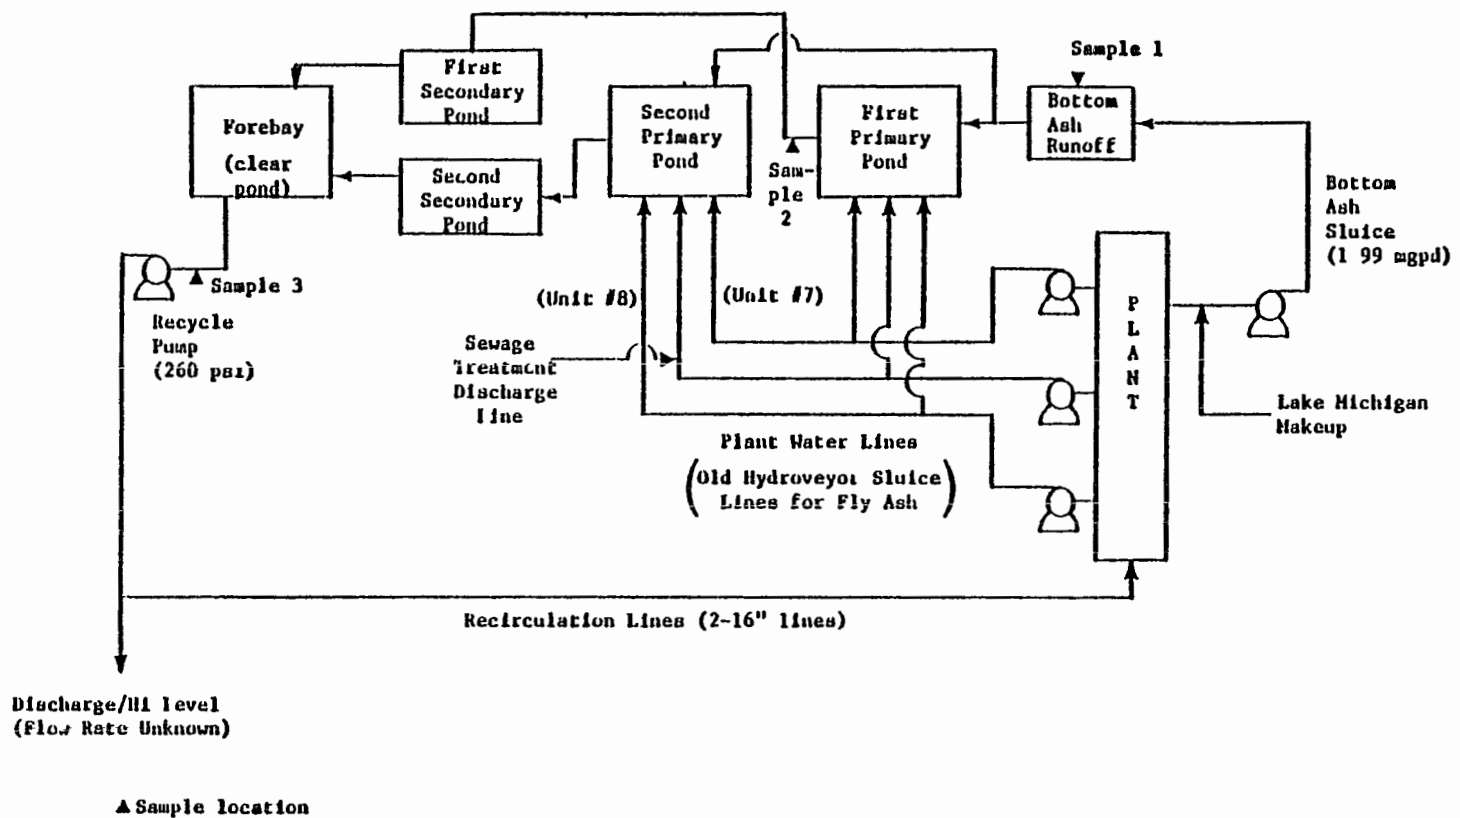 Sample 1
First
Secondary
Pond
Forebay
(clear
pond)
Second
Primary
Pond
First
Primary
Pond
Bottom
Ash
Runoff
Sam-
ple
2
Second
Secondary
Pond
Bottom
Ash
Sluice
(1 99 mgpd)
Sample 3
(Unit #8)
(Unit #7)
Recycle
Pump
(260 psi)
Sewage
Treatment
Discharge
Line
PLANT
Lake Michigan
Makeup
Plant Water Lines
(Old Hydroveyor Sluice
Lines for Fly Ash)
Recirculation Lines (2-16" lines)
Discharge/Hi level
(Flow Rate Unknown)
▲ Sample location